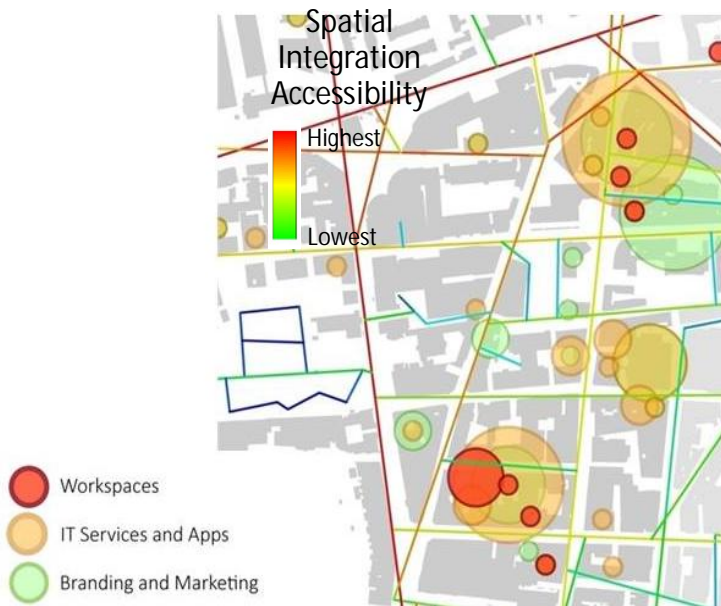 Spatial
Integration
Accessibility
Highest
Lowest
Workspaces
IT Services and Apps
Branding and Marketing